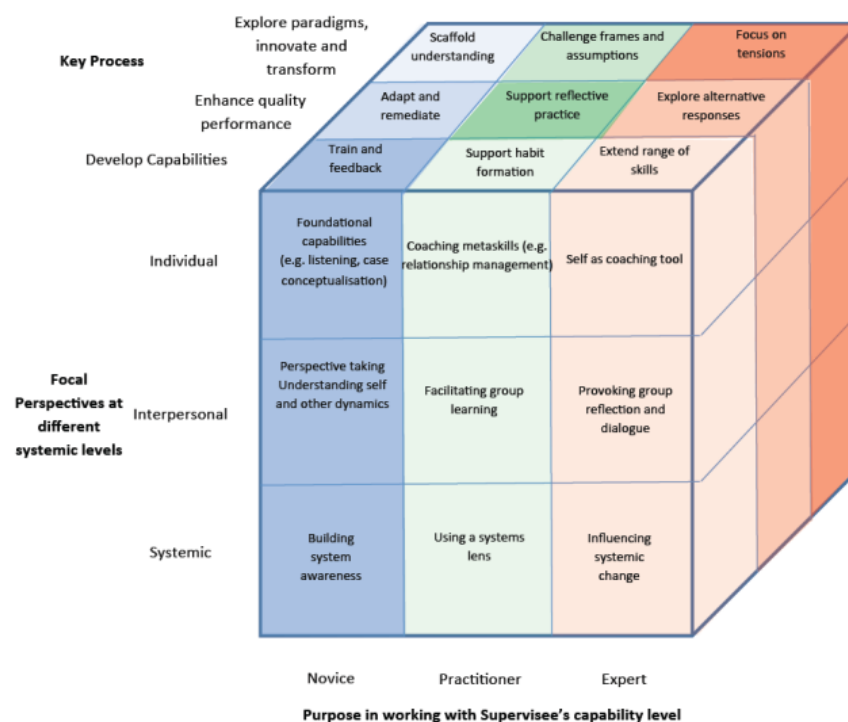 Explore paradigms,
innovate and
transform
Key Process
Scaffold
understanding
Challenge frames and
assumptions
Focus on
tensions
Enhance quality
performance
Adapt and
remediate
Support reflective
practice
Explore alternative
responses
Develop Capabilities
Train and
feedback
Support habit
formation
Extend range of
skills
Individual
Foundational
capabilities
(e.g. listening, case
conceptualisation)
Coaching metaskills (e.g.
relationship management)
Self as coaching tool
Focal
Perspectives at
different
systemic levels
Interpersonal
Perspective taking
Understanding self
and other dynamics
Facilitating group
learning
Provoking group
reflection and
dialogue
Systemic
Building
system
awareness
Using a systems
lens
Influencing
systemic
change
Novice
Practitioner
Expert
Purpose in working with Supervisee's capability level